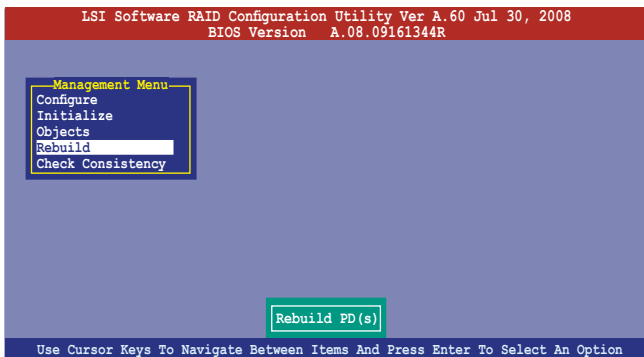 LSI Software RAID Configuration Utility Ver A.60 Jul 30, 2008
BIOS Version A.08.09161344R
Management Menu
Configure
Initialize
Objects
Rebuild
Check Consistency
Rebuild PD(s)
Use Cursor Keys To Navigate Between Items And Press Enter To Select An Option